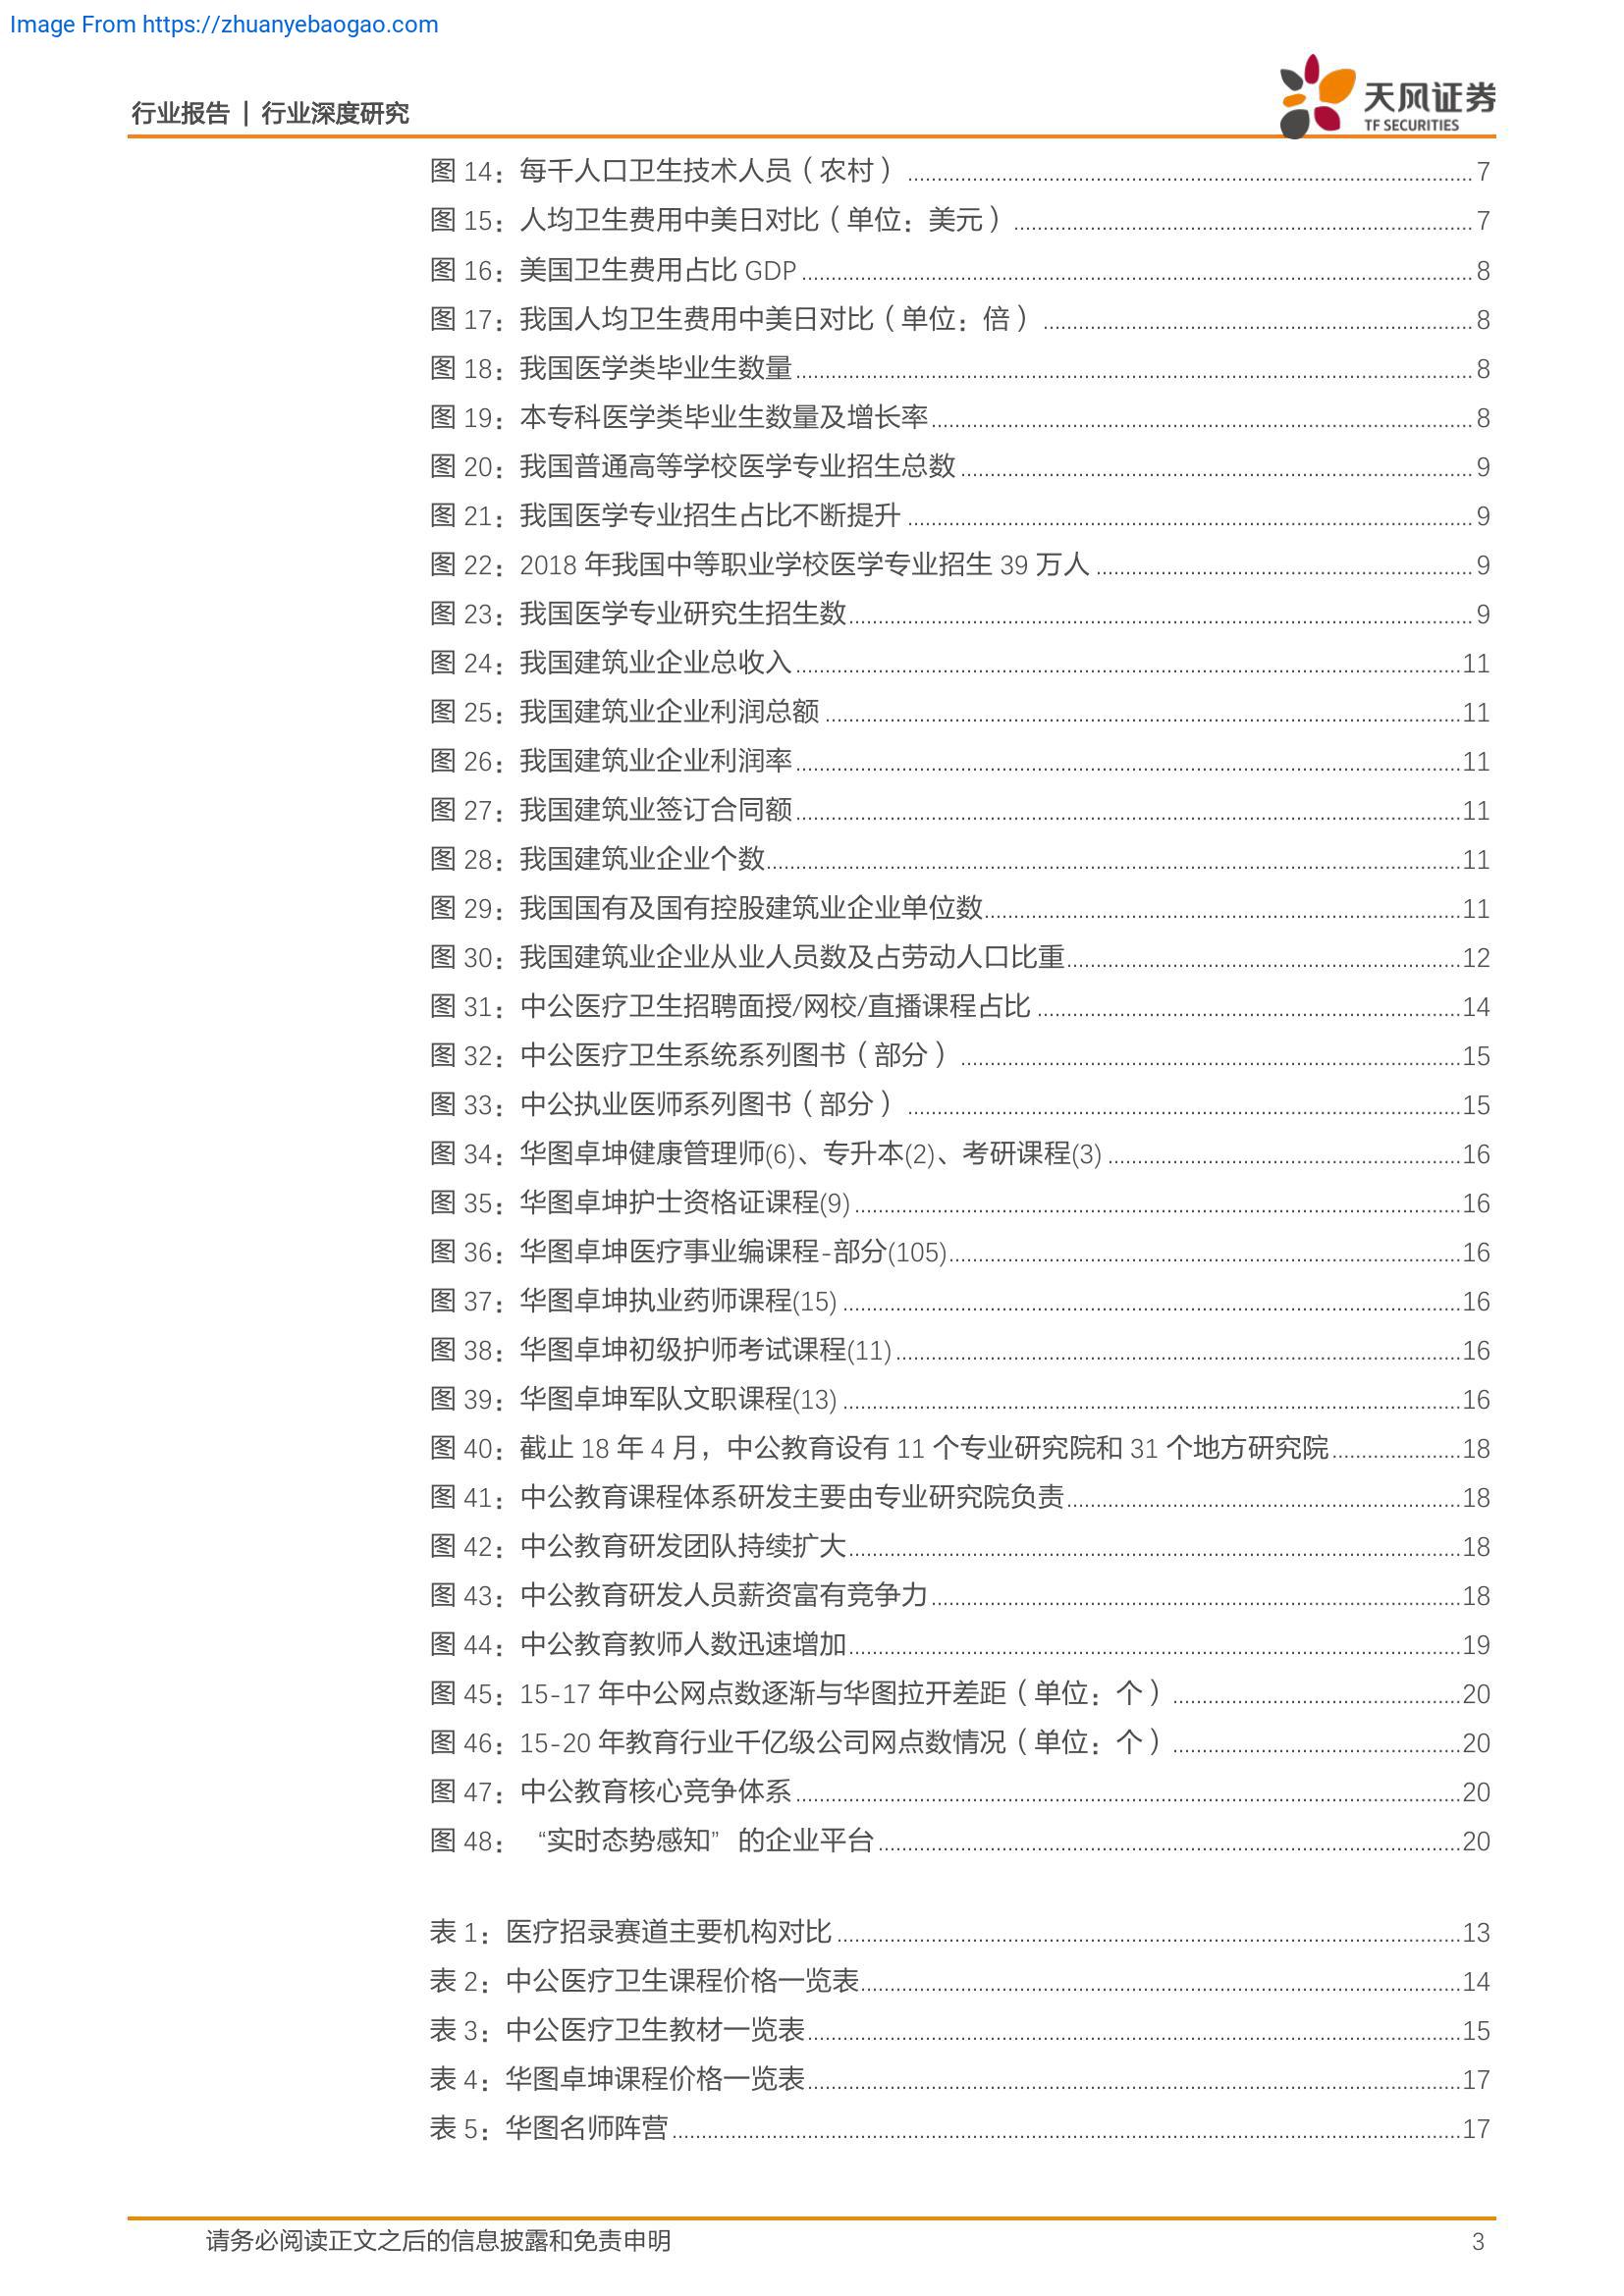 Image From https://zhuanyebaogao.com
行业报告 | 行业深度研究
天风证券
TF SECURITIES
图 14：每千人口卫生技术人员（农村） 7
图 15：人均卫生费用中美日对比（单位：美元） 7
图 16：美国卫生费用占比 GDP 8
图 17：我国人均卫生费用中美日对比（单位：倍） 8
图 18：我国医学类毕业生数量 8
图 19：本专科医学类毕业生数量及增长率 8
图 20：我国普通高等学校医学专业招生总数 9
图 21：我国医学专业招生占比不断提升 9
图 22：2018 年我国中等职业学校医学专业招生 39 万人 9
图 23：我国医学专业研究生招生数 9
图 24：我国建筑业企业总收入 11
图 25：我国建筑业企业利润总额 11
图 26：我国建筑业企业利润率 11
图 27：我国建筑业签订合同额 11
图 28：我国建筑业企业个数 11
图 29：我国国有及国有控股建筑业企业单位数 11
图 30：我国建筑业企业从业人员数及占劳动人口比重 12
图 31：中公医疗卫生招聘面授/网校/直播课程占比 14
图 32：中公医疗卫生系统系列图书（部分） 15
图 33：中公执业医师系列图书（部分） 15
图 34：华图卓坤健康管理师(6)、专升本(2)、考研课程(3) 16
图 35：华图卓坤护士资格证课程(9) 16
图 36：华图卓坤医疗事业编课程-部分(105) 16
图 37：华图卓坤执业药师课程(15) 16
图 38：华图卓坤初级护师考试课程(11) 16
图 39：华图卓坤军队文职课程(13) 16
图 40：截止 18 年 4 月，中公教育设有 11 个专业研究院和 31 个地方研究院 18
图 41：中公教育课程体系研发主要由专业研究院负责 18
图 42：中公教育研发团队持续扩大 18
图 43：中公教育研发人员薪资富有竞争力 18
图 44：中公教育教师人数迅速增加 19
图 45：15-17 年中公网点数逐渐与华图拉开差距（单位：个） 20
图 46：15-20 年教育行业千亿级公司网点数情况（单位：个） 20
图 47：中公教育核心竞争体系 20
图 48：“实时态势感知”的企业平台 20
表 1：医疗招录赛道主要机构对比 13
表 2：中公医疗卫生课程价格一览表 14
表 3：中公医疗卫生教材一览表 15
表 4：华图卓坤课程价格一览表 17
表 5：华图名师阵营 17
请务必阅读正文之后的信息披露和免责申明 3